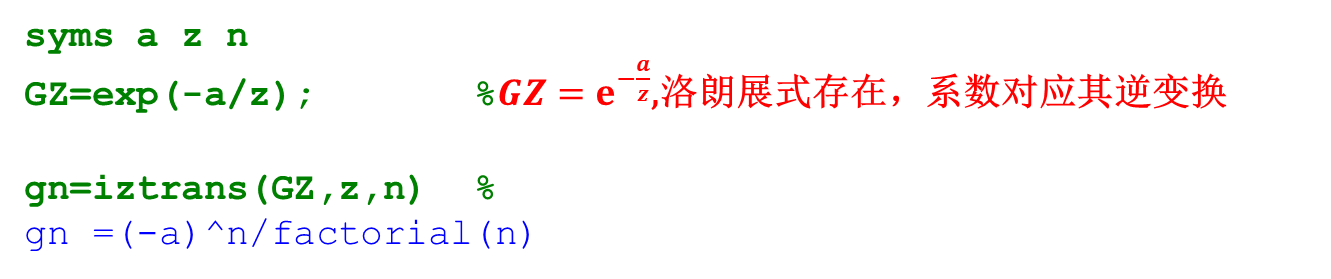 syms a z n
GZ=exp(-a/z); %GZ = e^{-\frac{a}{z}},洛朗展式存在，系数对应其逆变换
gn=iztrans(GZ,z,n) %
gn =(-a)^n/factorial(n)